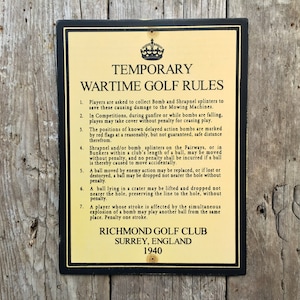 TEMPORARY
WARTIME GOLF RULES
1. Players are asked to collect Bomb and Shrapnel splinters to
save these causing damage to the Mowing Machines.
2. In Competitions, during gunfire or while bombs are falling,
players may take cover without penalty for ceasing play.
3. The positions of known delayed action bombs are marked
by red flags at a reasonably, but not guaranteed, safe distance
therefrom.
4. Shrapnel and/or bomb splinters on the Fairways, or in
Bunkers within a club's length of a ball, may be moved
without penalty, and no penalty shall be incurred if a ball
is thereby caused to move accidentally.
5. A ball moved by enemy action may be replaced, or if lost or
destroyed, a ball may be dropped not nearer the hole without
penalty.
6. A ball lying in a crater may be lifted and dropped not
nearer the hole, preserving the line to the hole, without
penalty.
7. A player whose stroke is affected by the simultaneous
explosion of a bomb may play another ball from the same
place. Penalty one stroke.
RICHMOND GOLF CLUB
SURREY, ENGLAND
1940